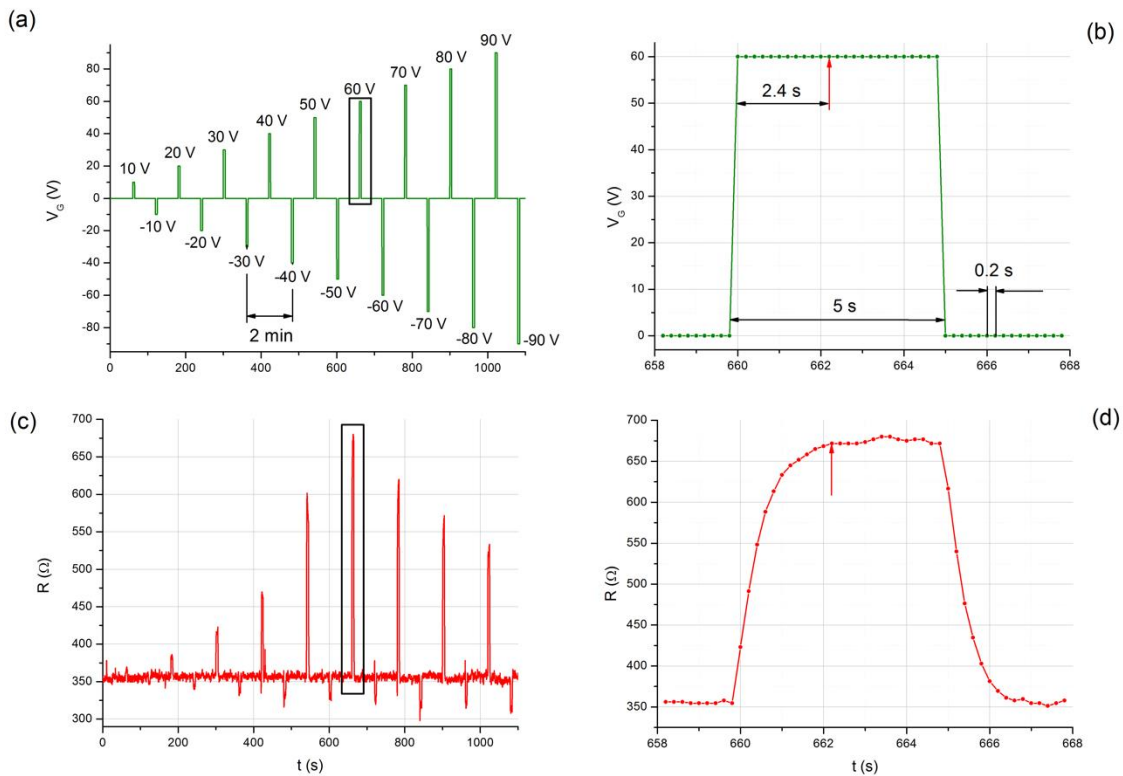 (a)
10 V
20 V
30 V
40 V
50 V
60 V
70 V
80 V
90 V
-10 V
-20 V
-30 V
-40 V
-50 V
-60 V
-70 V
-80 V
-90 V
2 min
80
60
40
20
0
-20
-40
-60
-80
V_G (V)
0 200 400 600 800 1000
(b)
60
50
40
30
20
10
0
V_G (V)
2.4 s
0.2 s
5 s
658 660 662 664 666 668
(c)
700
650
600
550
500
450
400
350
300
R (Ω)
0 200 400 600 800 1000
t (s)
(d)
700
650
600
550
500
450
400
350
R (Ω)
658 660 662 664 666 668
t (s)